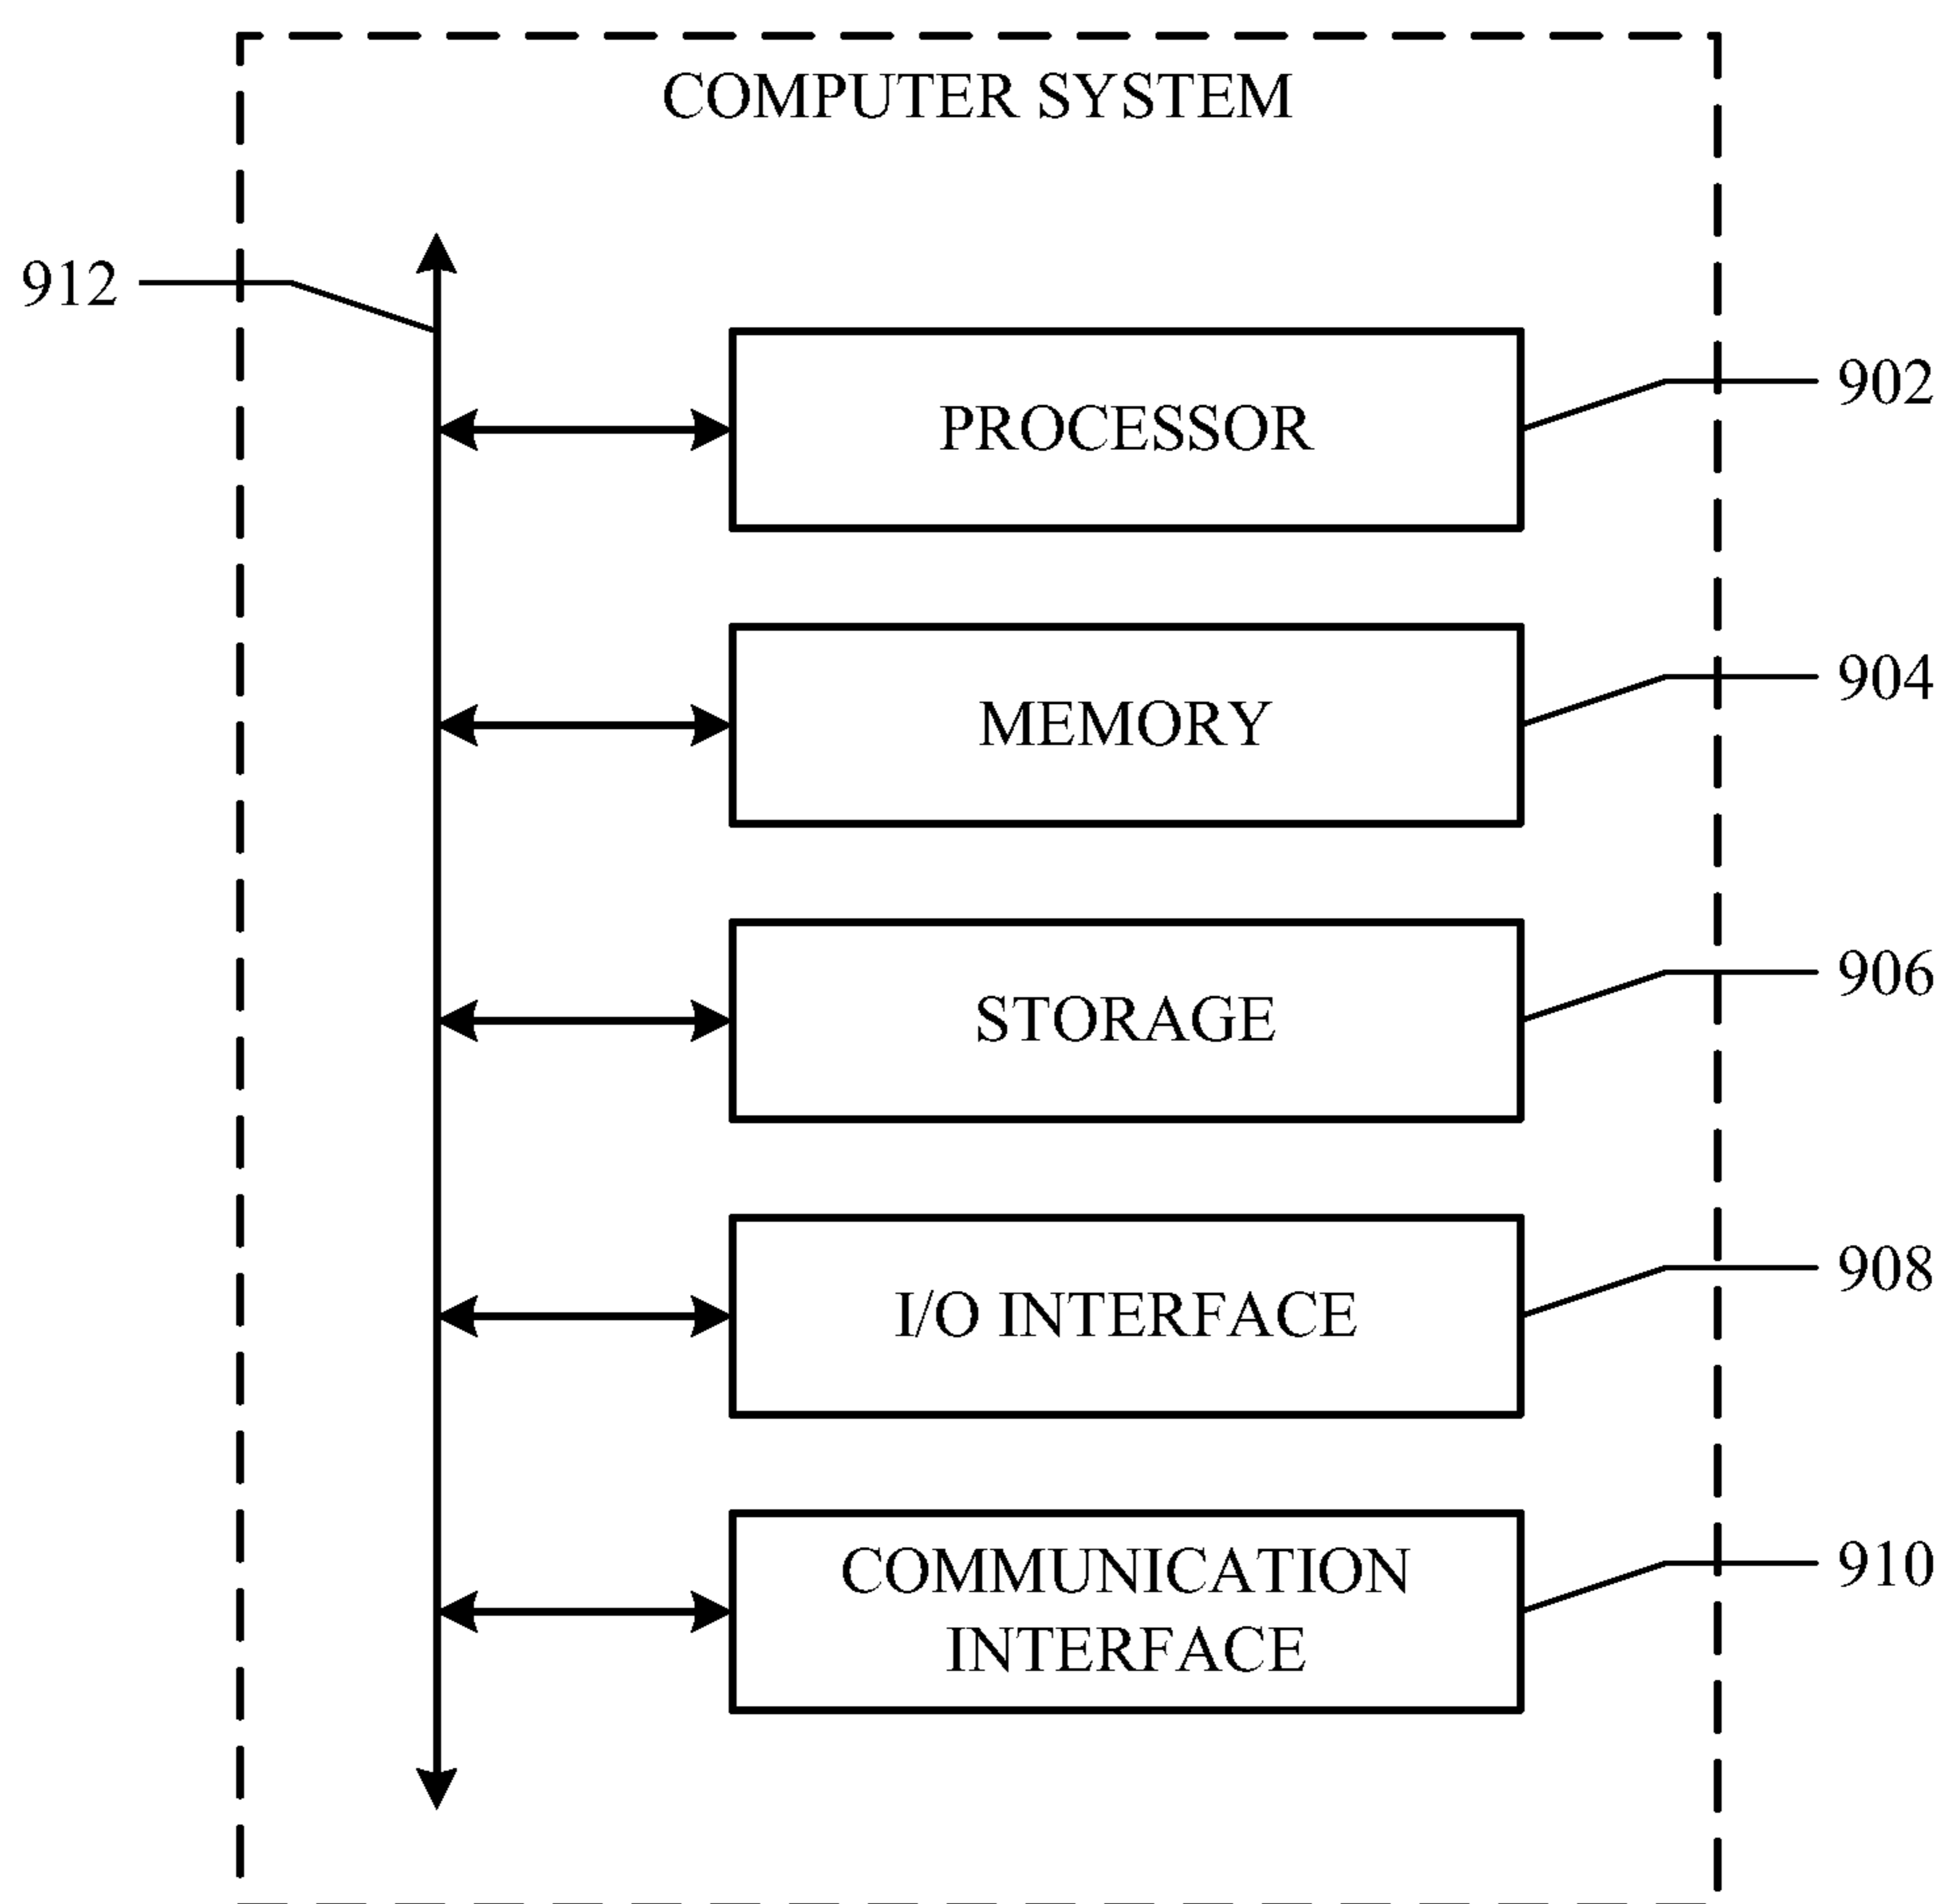 COMPUTER SYSTEM
912
PROCESSOR
902
MEMORY
904
STORAGE
906
I/O INTERFACE
908
COMMUNICATION
INTERFACE
910